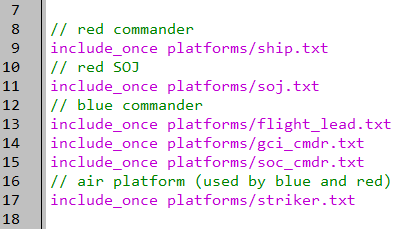 7
8 // red commander
9 include_once platforms/ship.txt
10 // red SOJ
11 include_once platforms/soj.txt
12 // blue commander
13 include_once platforms/flight_lead.txt
14 include_once platforms/gci_cmdr.txt
15 include_once platforms/soc_cmdr.txt
16 // air platform (used by blue and red)
17 include_once platforms/striker.txt
18